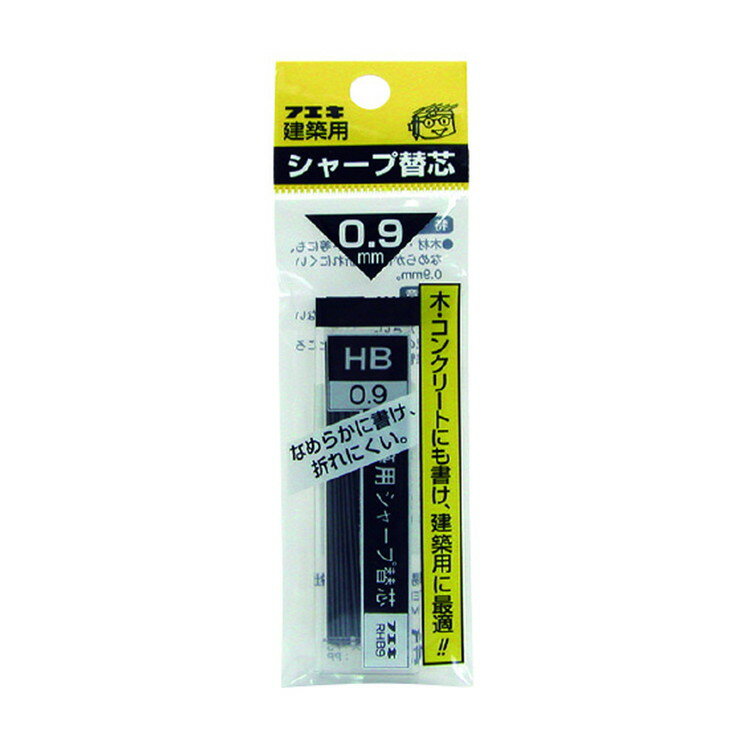 フエキ
建築用
シャープ替芯
0.9
mm
木・コンクリートにも書け、建築用に最適!!
HB
0.9
なめらかに書け、
折れにくい。
用シャープ替芯
フエキ
RHB9